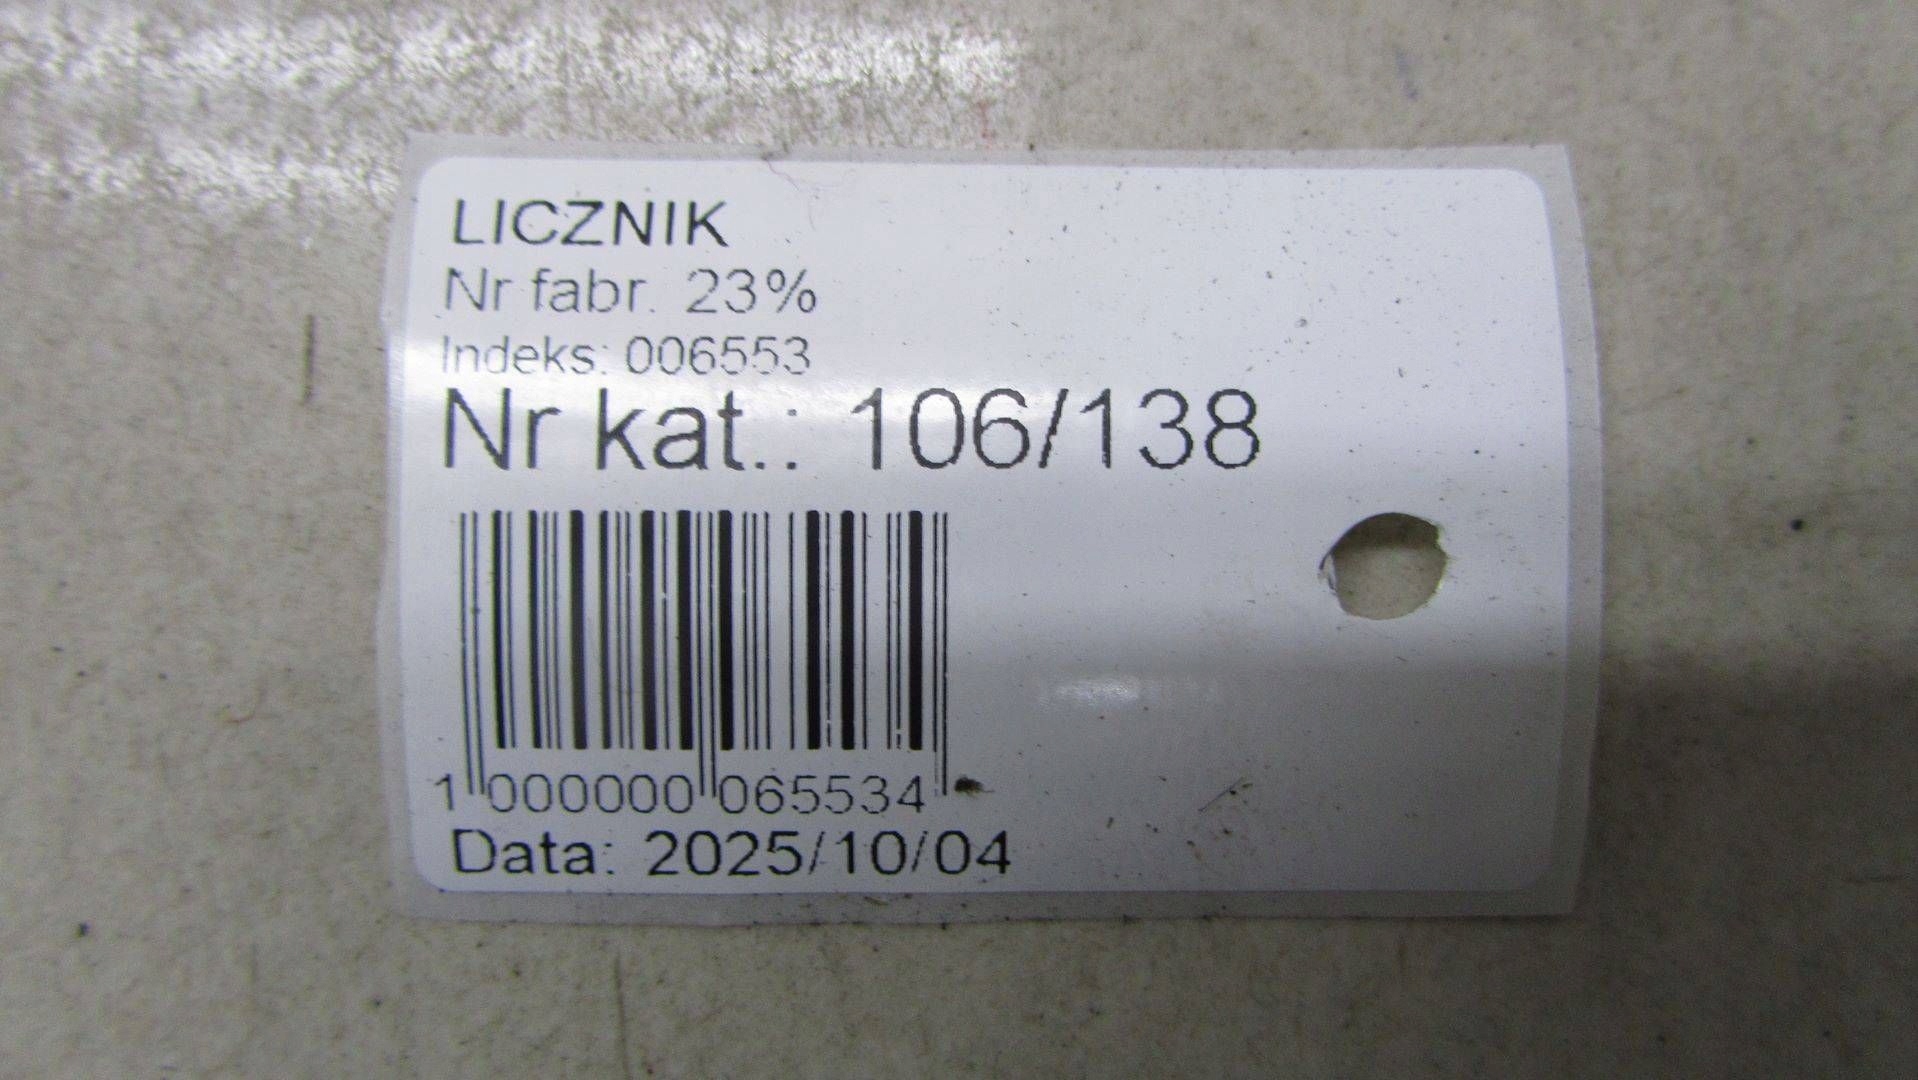 LICZNIK
Nr fabr. 23%
Indeks: 006553
Nr kat.: 106/138
1 000000 065534
Data: 2025/10/04